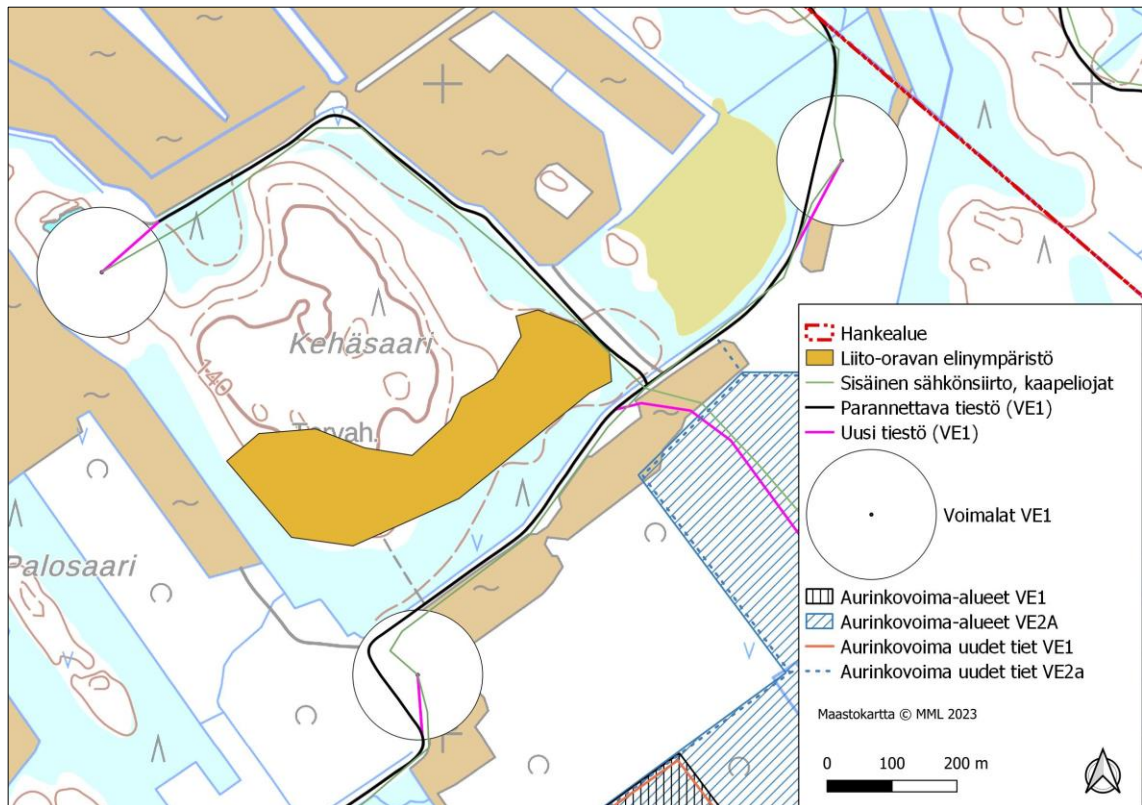 Kehäsaari
140
Tervah.
Palosaari
Hankealue
Liito-oravan elinympäristö
Sisäinen sähkönsiirto, kaapeliojat
Parannettava tiestö (VE1)
Uusi tiestö (VE1)
Voimalat VE1
Aurinkovoima-alueet VE1
Aurinkovoima-alueet VE2A
Aurinkovoima uudet tiet VE1
Aurinkovoima uudet tiet VE2a
Maastokartta © MML 2023
0 100 200 m